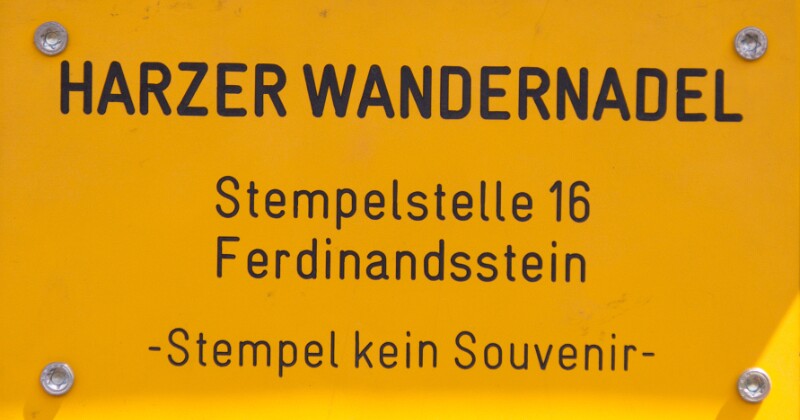 HARZER WANDERNADEL
Stempelstelle 16
Ferdinandsstein
-Stempel kein Souvenir-